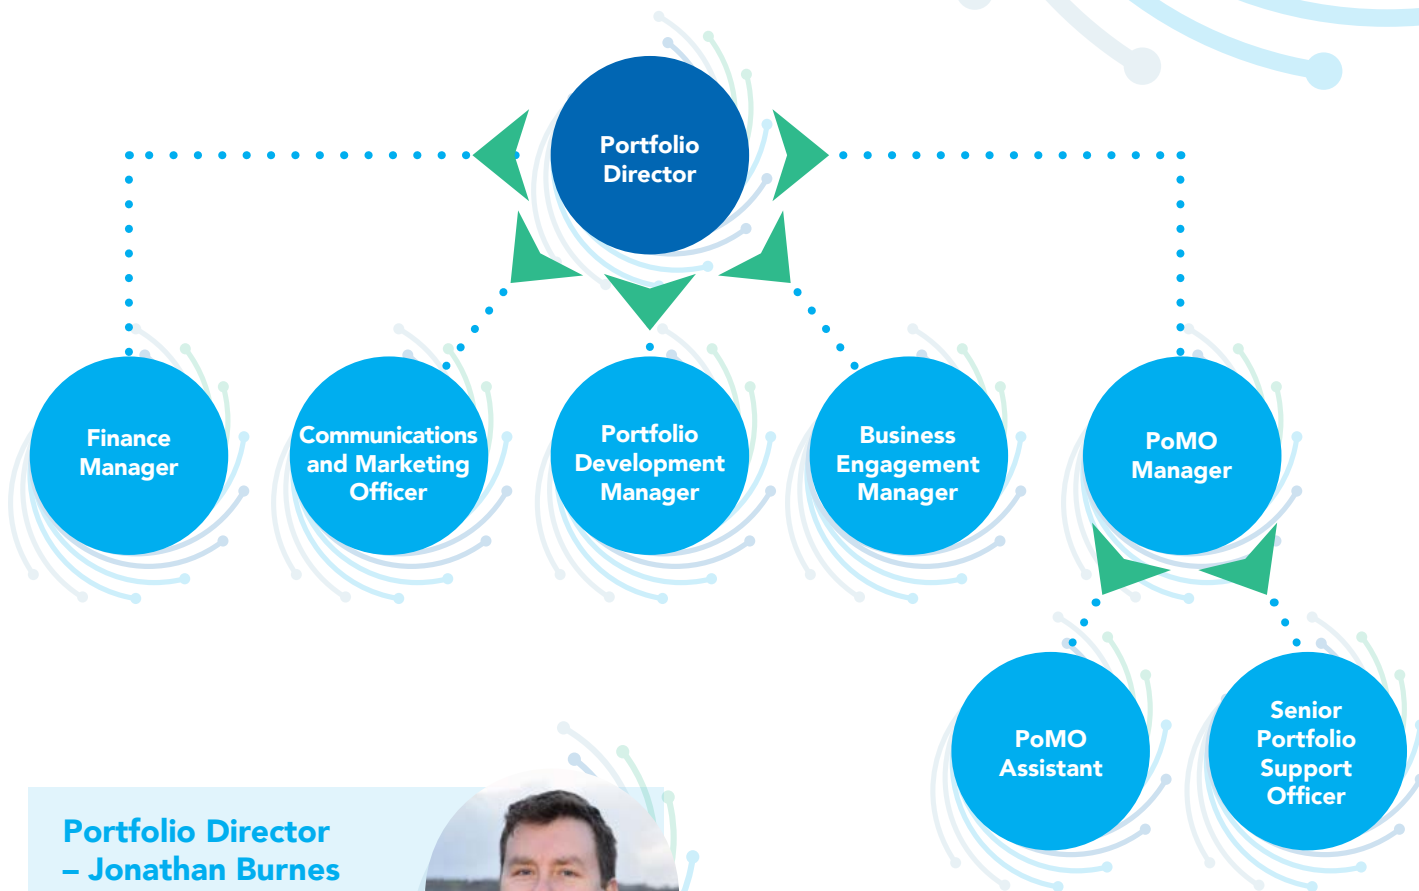 Portfolio
Director
Finance
Manager
Communications
and Marketing
Officer
Portfolio
Development
Manager
Business
Engagement
Manager
PoMO
Manager
PoMO
Assistant
Senior
Portfolio
Support
Officer
Portfolio Director
– Jonathan Burnes